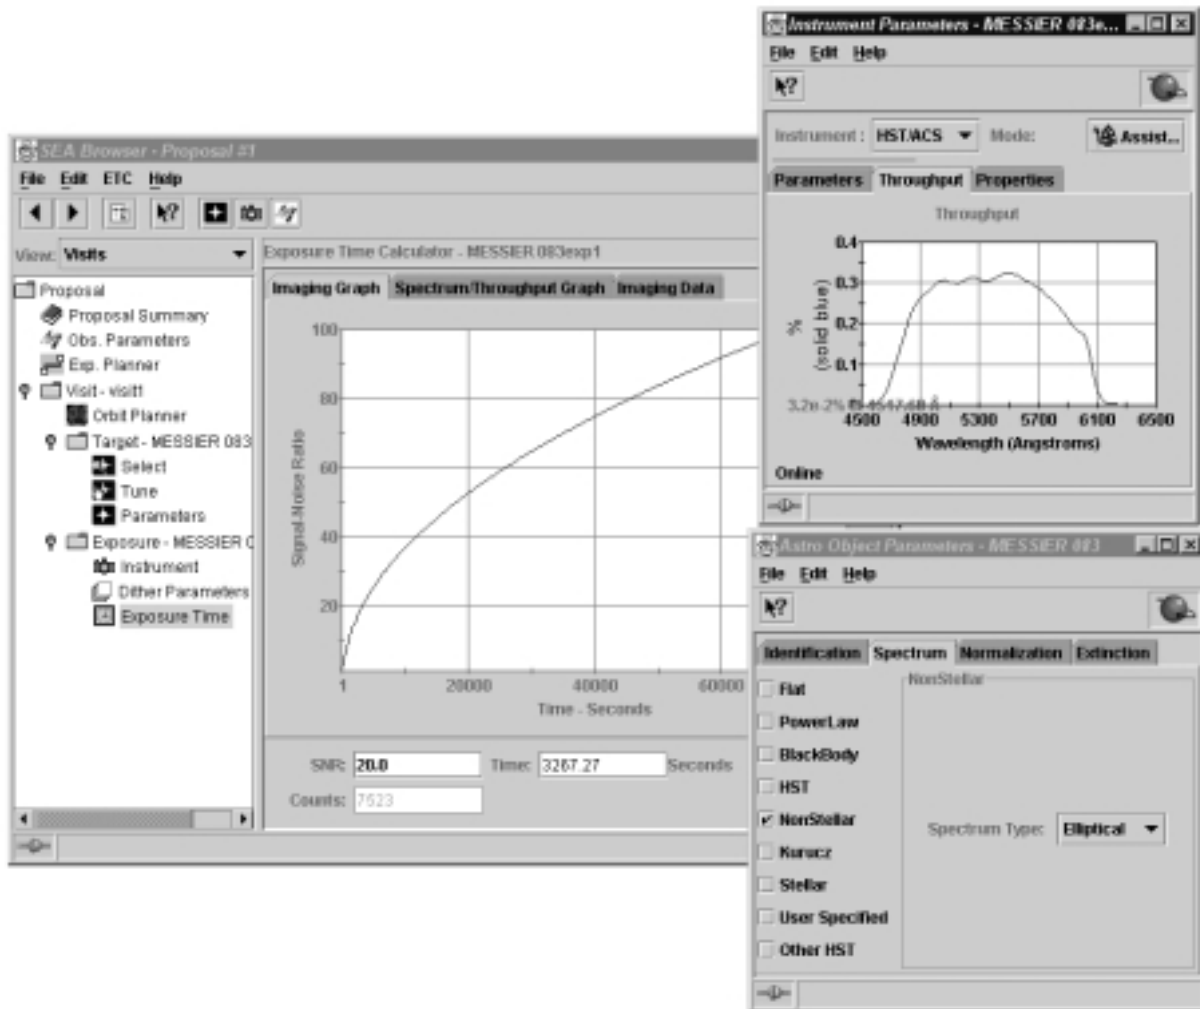 SEA Browser - Proposal #1
File Edit ETC Help
View: Visits
Proposal
Proposal Summary
Obs. Parameters
Exp. Planner
Visit - visit1
Orbit Planner
Target - MESSIER 083
Select
Tune
Parameters
Exposure - MESSIER
Instrument
Dither Parameters
Exposure Time
Exposure Time Calculator - MESSIER 083exp1
Imaging Graph Spectrum/Throughput Graph Imaging Data
Signal-Noise Ratio
100
80
60
40
20
1 20000 40000 60000
Time - Seconds
SNR: 20.0 Time: 3267.27 Seconds
Counts: 7523
Instrument Parameters - MESSIER 083e...
File Edit Help
Instrument: HST/ACS Mode: Assist...
Parameters Throughput Properties
Throughput
%
(solid blue)
0.4
0.3
0.2
0.1
4500 4900 5300 5700 6100 6500
Wavelength (Angstroms)
Online
Astro Object Parameters - MESSIER 083
File Edit Help
Identification Spectrum Normalization Extinction
Flat
PowerLaw
BlackBody
HST
NonStellar
Kurucz
Stellar
User Specified
Other HST
NonStellar
Spectrum Type: Elliptical